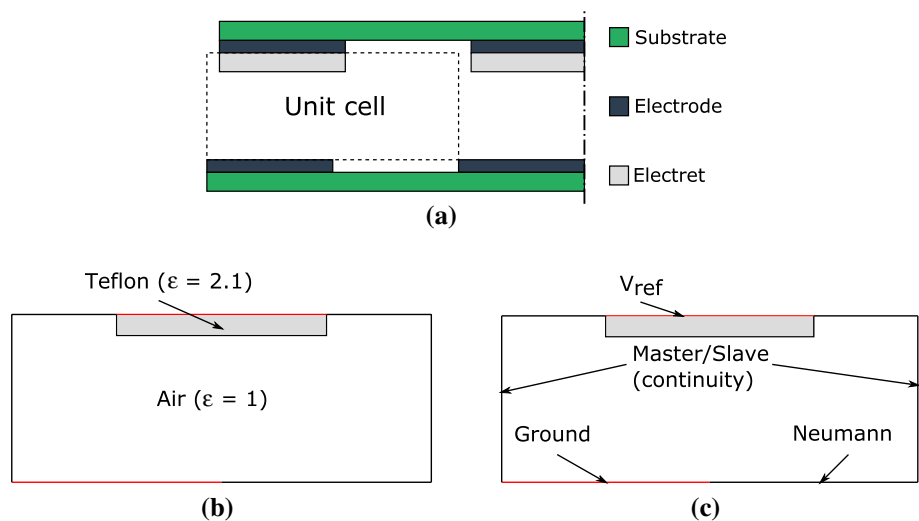 Substrate
Unit cell
Electrode
Electret
(a)
Teflon (ε = 2.1)
Air (ε = 1)
(b)
Vref
Master/Slave
(continuity)
Ground
Neumann
(c)